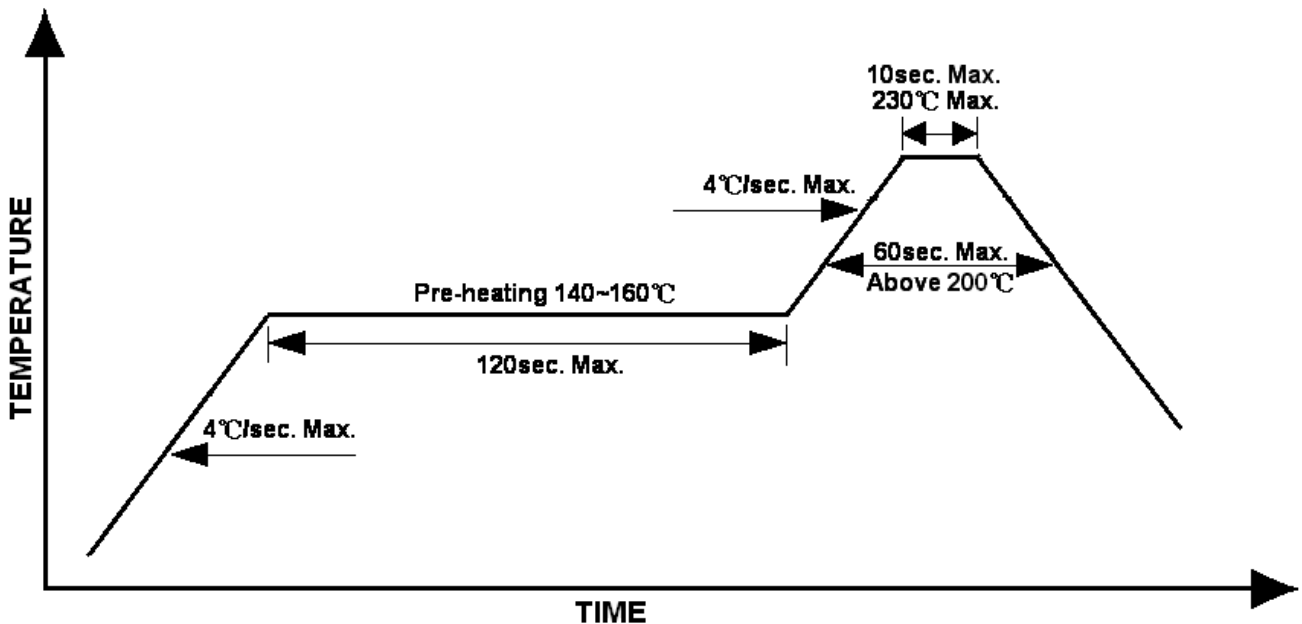 10sec. Max.
230℃ Max.
4℃/sec. Max.
60sec. Max.
Above 200℃
Pre-heating 140~160℃
120sec. Max.
4℃/sec. Max.
TEMPERATURE
TIME